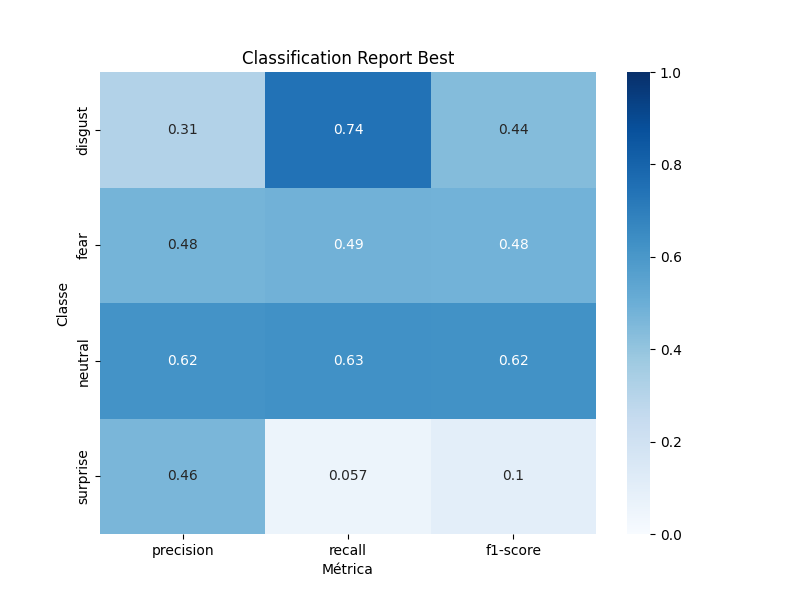 Classification Report Best
Classe
disgust
0.31 0.74 0.44
fear
0.48 0.49 0.48
neutral
0.62 0.63 0.62
surprise
0.46 0.057 0.1
precision recall f1-score
Métrica
1.0
0.8
0.6
0.4
0.2
0.0